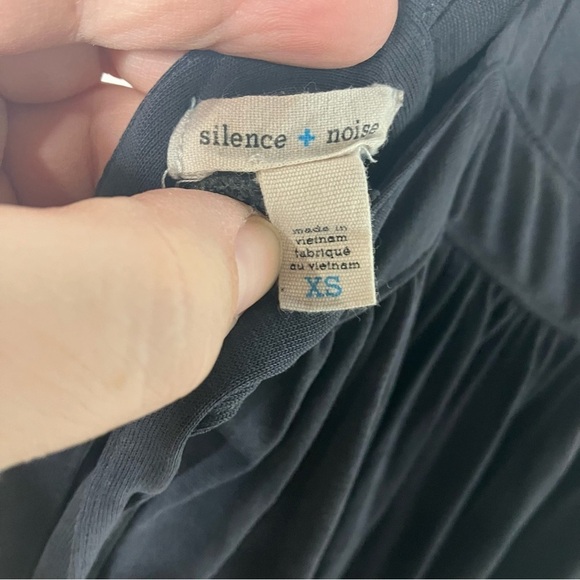 silence + noise
made in
vietnam
fabriqué
au vietnam
XS